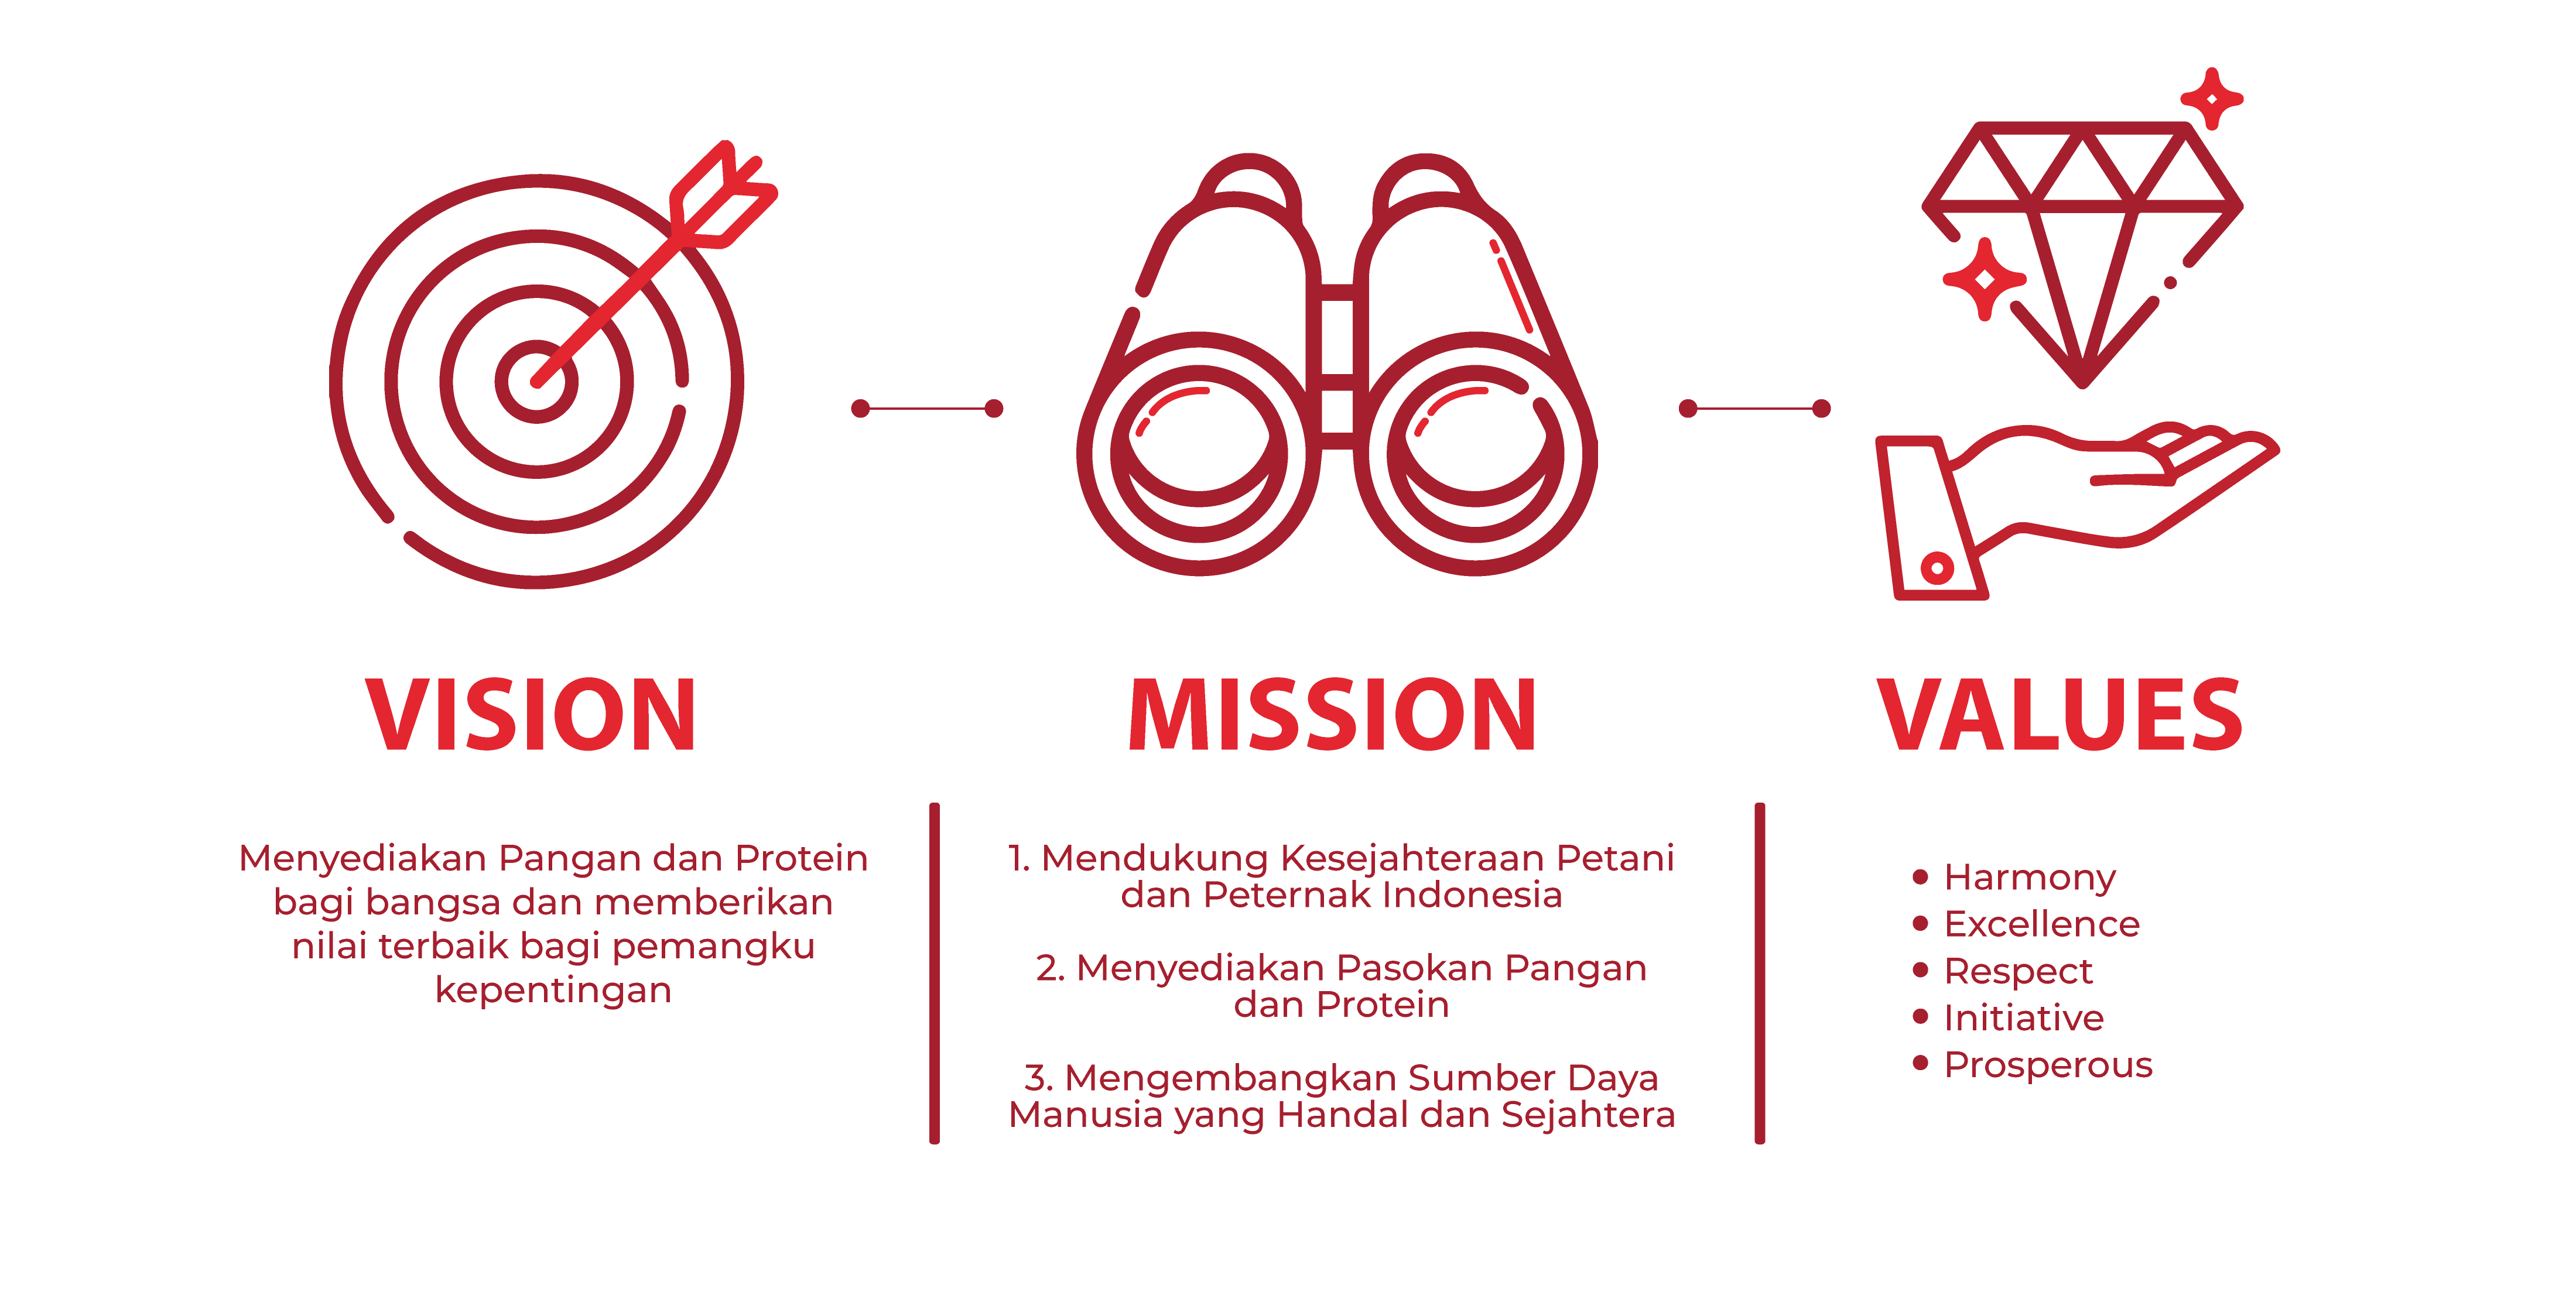 VISION
Menyediakan Pangan dan Protein
bagi bangsa dan memberikan
nilai terbaik bagi pemangku
kepentingan
MISSION
1. Mendukung Kesejahteraan Petani
dan Peternak Indonesia
2. Menyediakan Pasokan Pangan
dan Protein
3. Mengembangkan Sumber Daya
Manusia yang Handal dan Sejahtera
VALUES
• Harmony
• Excellence
• Respect
• Initiative
• Prosperous